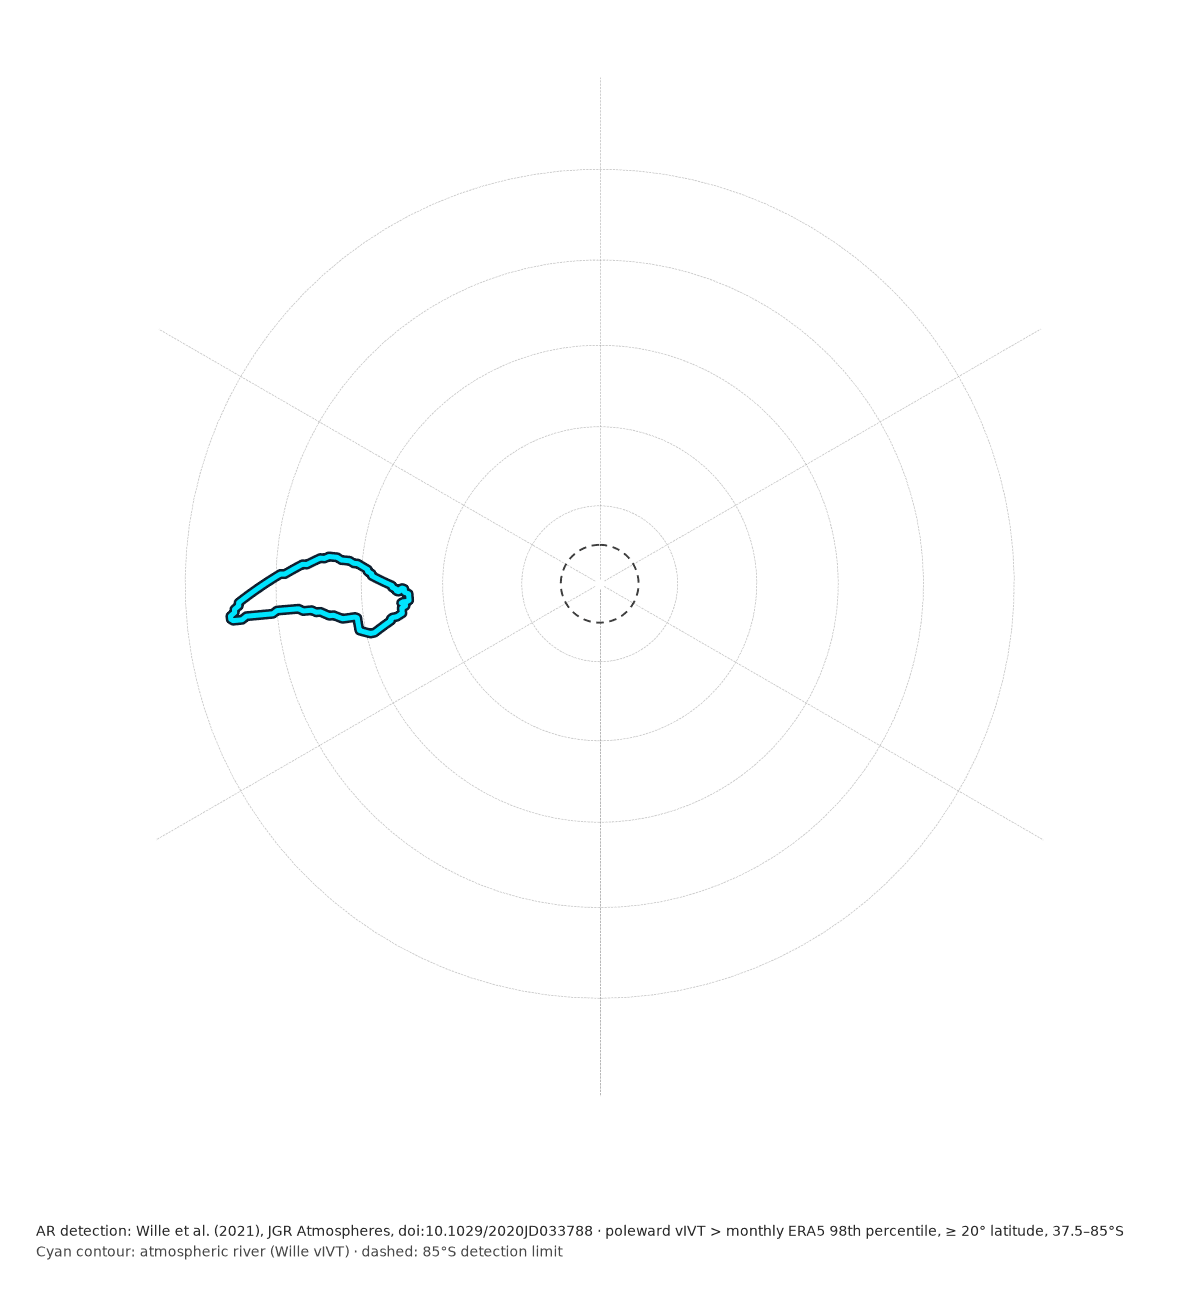 AR detection: Wille et al. (2021), JGR Atmospheres, doi:10.1029/2020JD033788 · poleward vIVT > monthly ERA5 98th percentile, ≥ 20° latitude, 37.5–85°S
Cyan contour: atmospheric river (Wille vIVT) · dashed: 85°S detection limit